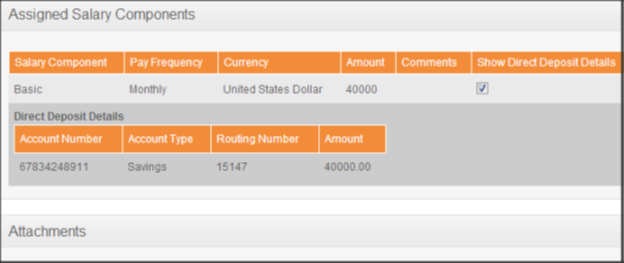 Assigned Salary Components
Salary Component Pay Frequency Currency Amount Comments Show Direct Deposit Details
Basic Monthly United States Dollar 40000
Direct Deposit Details
Account Number Account Type Routing Number Amount
67834248911 Savings 15147 40000.00
Attachments